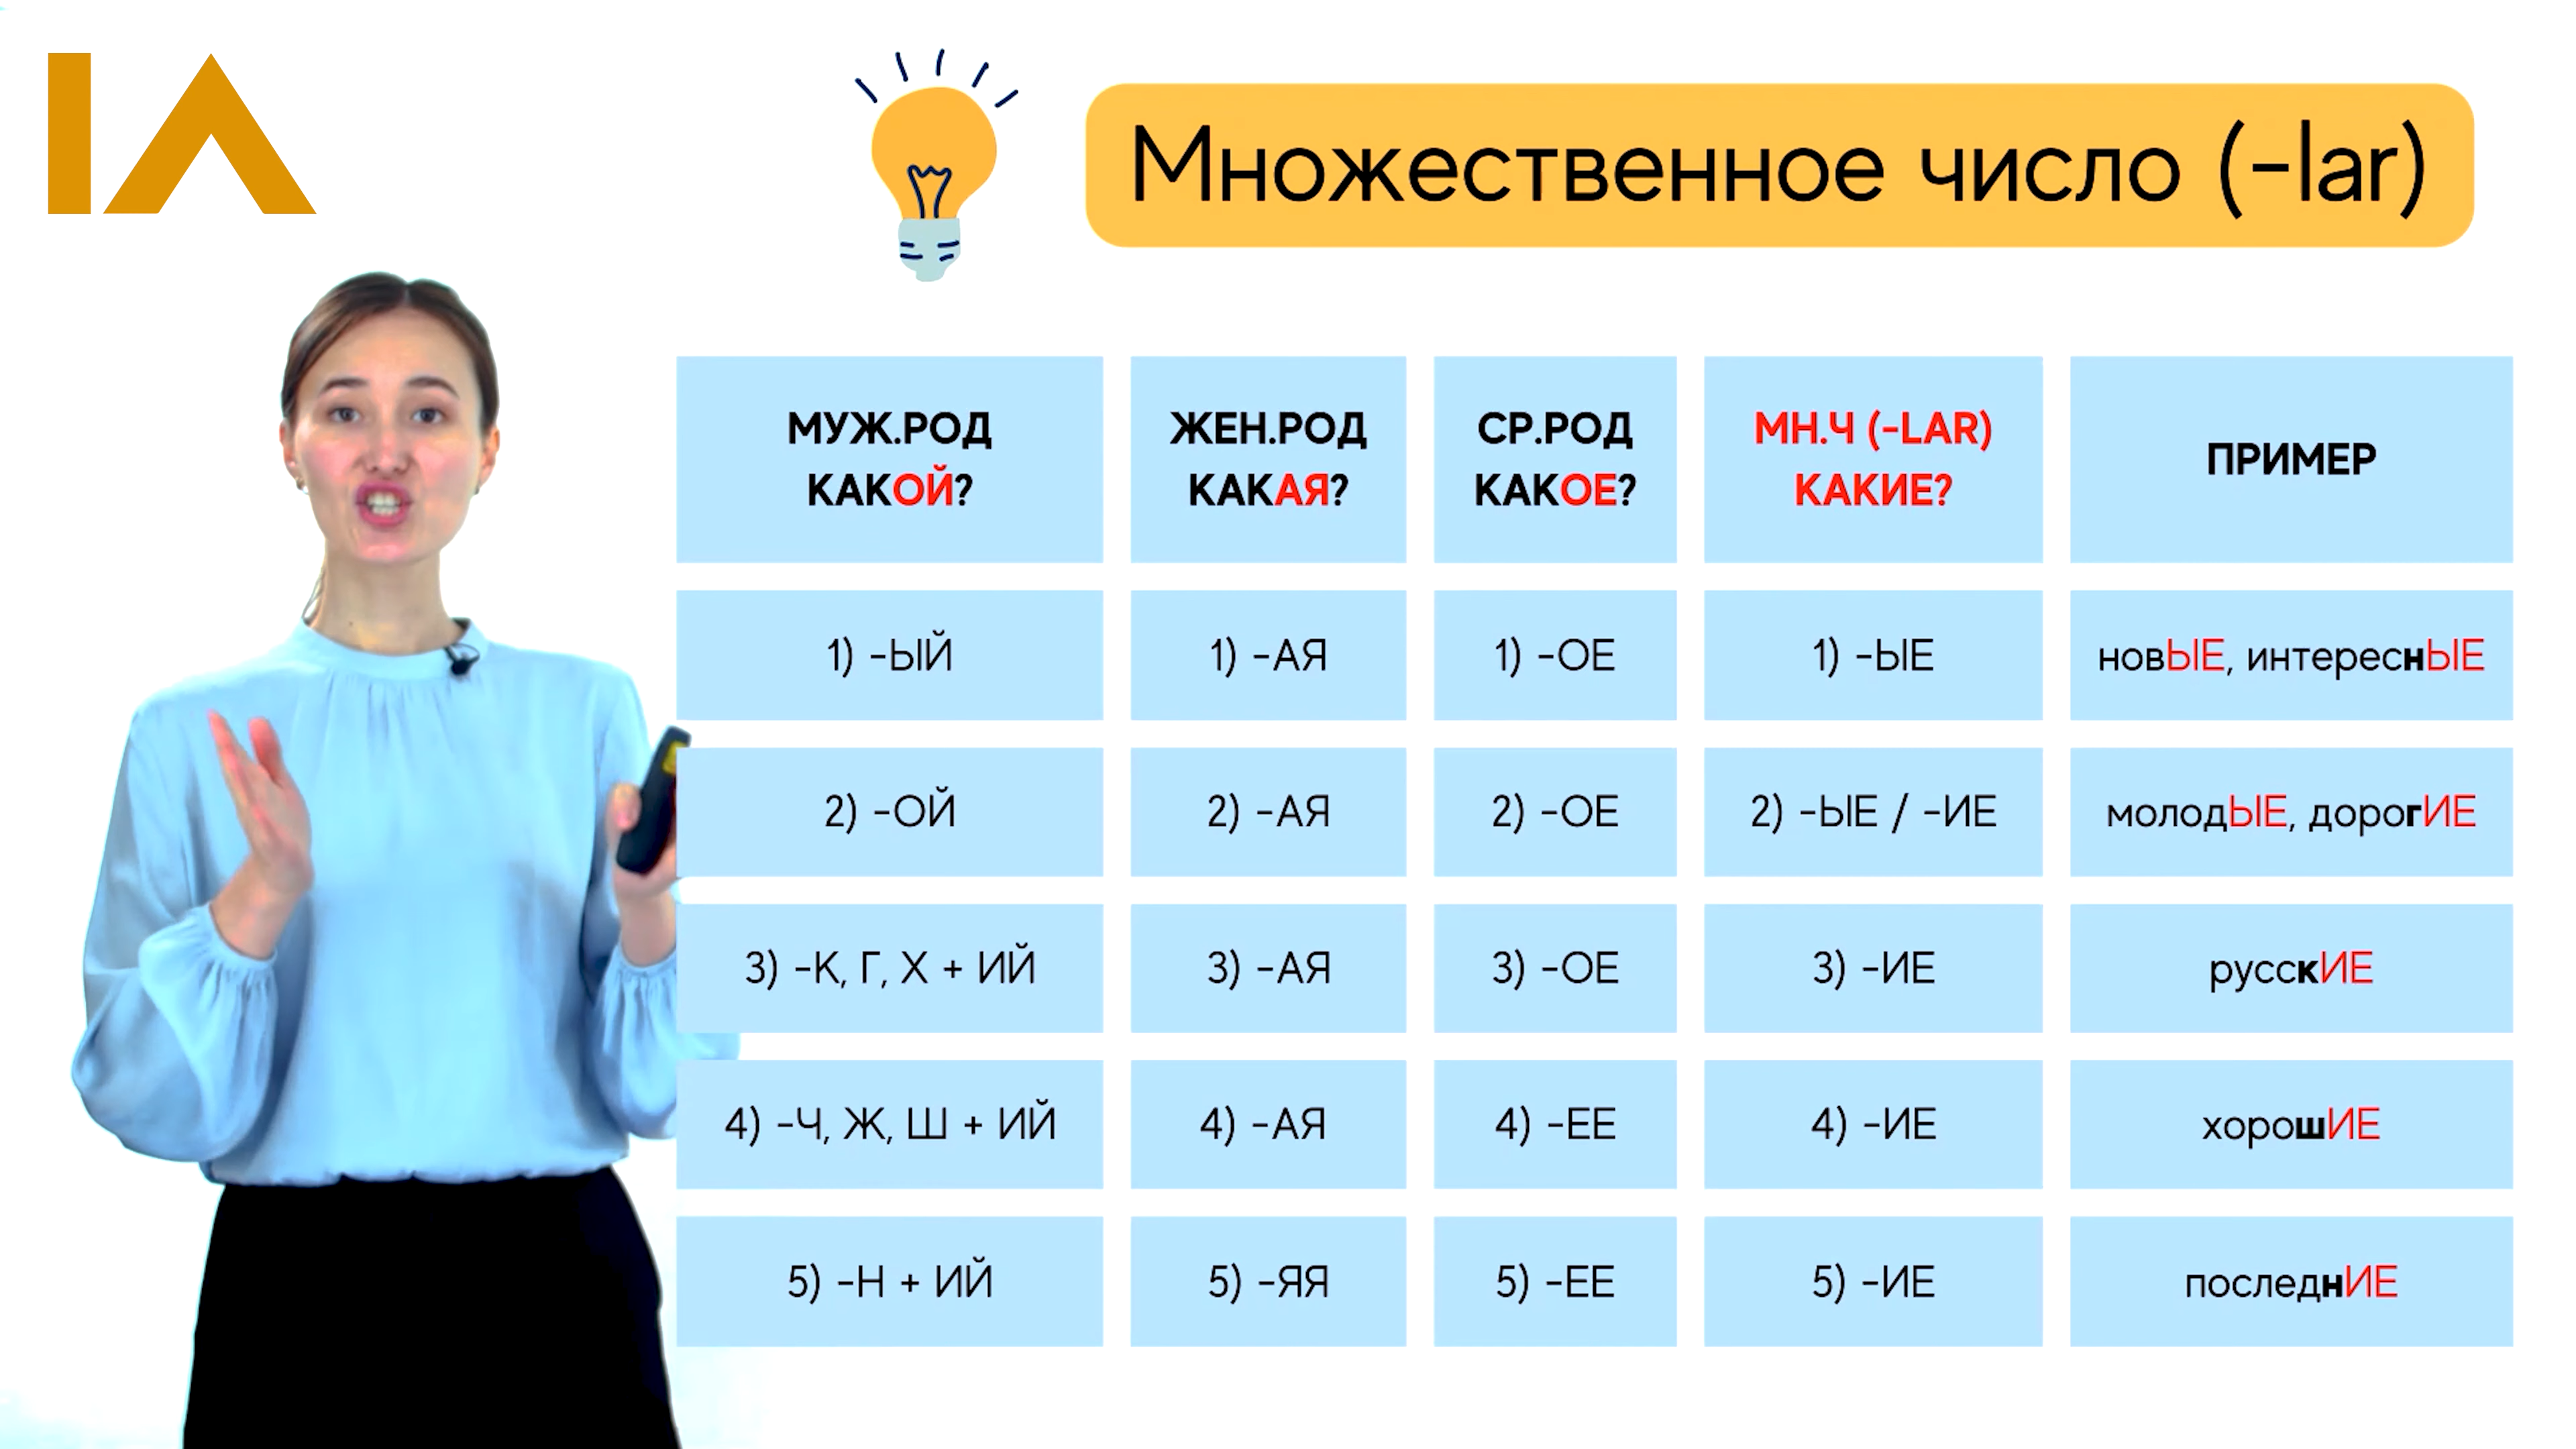 IA
Множественное число (-lar)
МУЖ.РОД
КАКОЙ?
ЖЕН.РОД
КАКАЯ?
СР.РОД
КАКОЕ?
МН.Ч (-LAR)
КАКИЕ?
ПРИМЕР
1) -ЫЙ
1) -АЯ
1) -ОЕ
1) -ЫЕ
новЫЕ, интереснЫЕ
2) -ОЙ
2) -АЯ
2) -ОЕ
2) -ЫЕ / -ИЕ
молодЫЕ, дорогИЕ
3) -К, Г, Х + ИЙ
3) -АЯ
3) -ОЕ
3) -ИЕ
русскИЕ
4) -Ч, Ж, Ш + ИЙ
4) -АЯ
4) -ЕЕ
4) -ИЕ
хорошИЕ
5) -Н + ИЙ
5) -ЯЯ
5) -ЕЕ
5) -ИЕ
последнИЕ